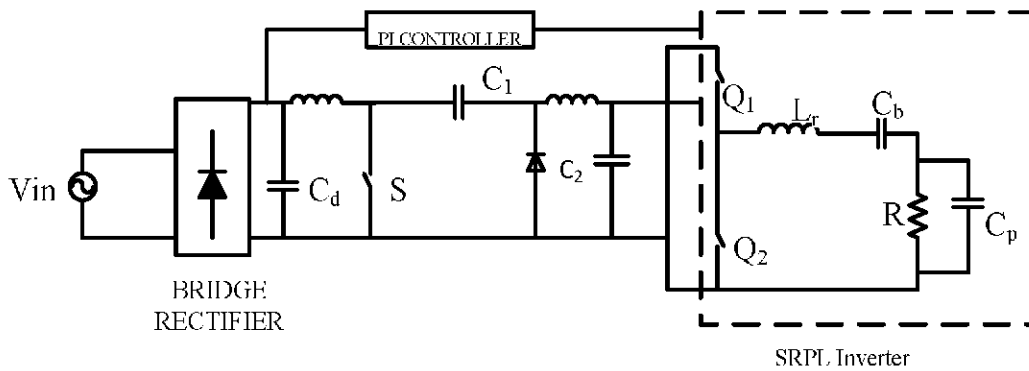 PI CONTROLLER
C1
Q1
Lr
Cb
Vin
Cd
S
C2
R
Cp
Q2
BRIDGE
RECTIFIER
SRPL Inverter